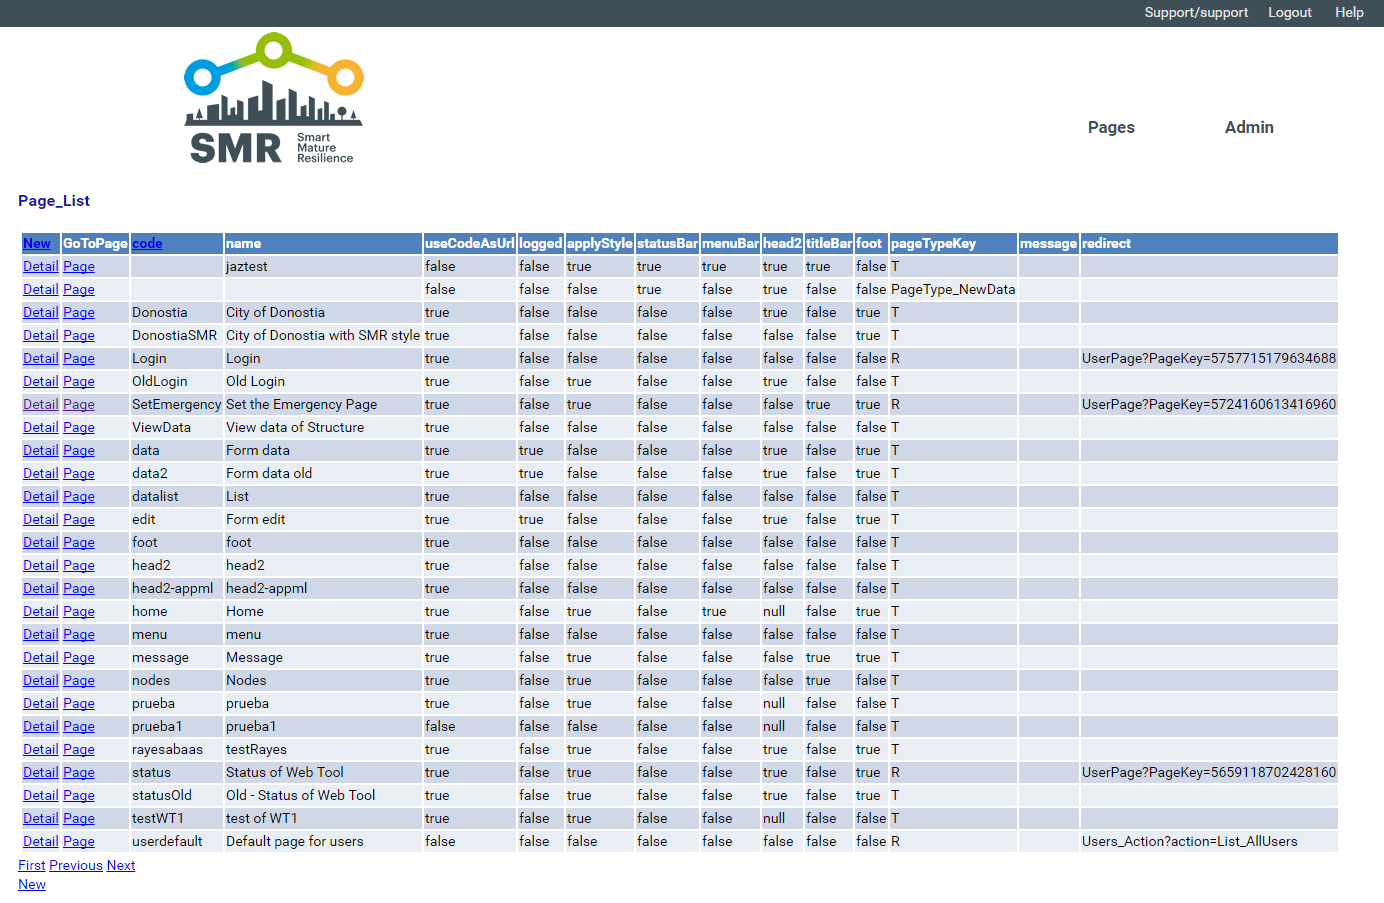 Support/support Logout Help
SMR Smart Mature Resilience
Pages Admin
Page_List
New GoToPage code name useCodeAsUrl logged applyStyle statusBar menuBar head2 titleBar foot pageTypeKey message redirect
Detail Page jaztest false false true true true true true false T
Detail Page false false false true false true false false PageType_NewData
Detail Page Donostia City of Donostia true false false false false true false true T
Detail Page DonostiaSMR City of Donostia with SMR style true false false false false false false true T
Detail Page Login Login true false false false false false false false R UserPage?PageKey=5757715179634688
Detail Page OldLogin Old Login true false true false false true false false T
Detail Page SetEmergency Set the Emergency Page true false true false false false true true R UserPage?PageKey=5724160613416960
Detail Page ViewData View data of Structure true false false false false false false false T
Detail Page data Form data true true false false false true false true T
Detail Page data2 Form data old true true false false false true false true T
Detail Page datalist List true false false false false false false false T
Detail Page edit Form edit true true false false false true false true T
Detail Page foot foot true false false false false false false false T
Detail Page head2 head2 true false false false false false false false T
Detail Page head2-appml head2-appml true false false false false false false false T
Detail Page home Home true false true false true null false true T
Detail Page menu menu true false false false false false false false T
Detail Page message Message true false true false false false true true T
Detail Page nodes Nodes true false true false false false true false T
Detail Page prueba prueba true false true false false null false false T
Detail Page prueba1 prueba1 false false false false false null false false T
Detail Page rayesabaas testRayes true false true false false true false true T
Detail Page status Status of Web Tool true false true false false true false true R UserPage?PageKey=5659118702428160
Detail Page statusOld Old - Status of Web Tool true false true false false true false true T
Detail Page testWT1 test of WT1 true false true false false null false false T
Detail Page userdefault Default page for users false false false false false false false false R Users_Action?action=List_AllUsers
First Previous Next
New